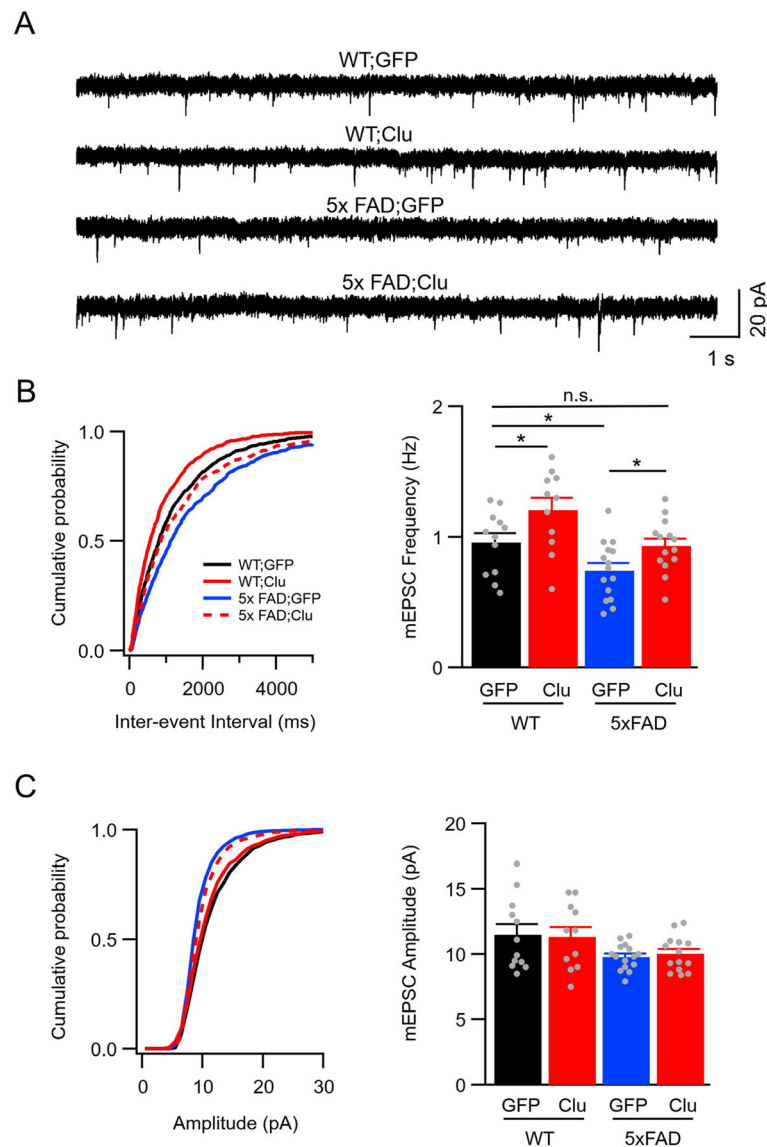 A
WT;GFP
WT;Clu
5x FAD;GFP
5x FAD;Clu
20 pA
1 s
B
Cumulative probability
1.0
0.5
0.0
WT;GFP
WT;Clu
5x FAD;GFP
5x FAD;Clu
0 2000 4000
Inter-event Interval (ms)
mEPSC Frequency (Hz)
2
1
0
n.s.
*
*
*
GFP Clu GFP Clu
WT 5xFAD
C
Cumulative probability
1.0
0.5
0.0
0 10 20 30
Amplitude (pA)
mEPSC Amplitude (pA)
20
15
10
5
0
GFP Clu GFP Clu
WT 5xFAD